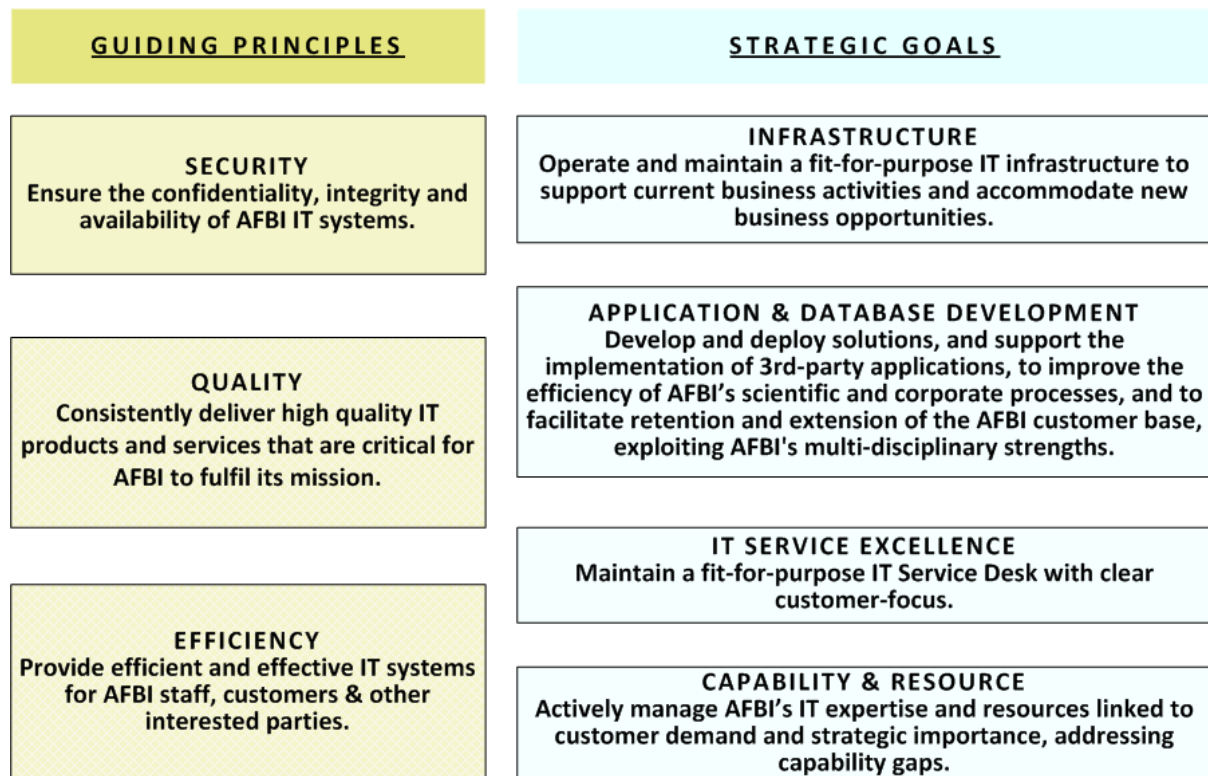 GUIDING PRINCIPLES
SECURITY
Ensure the confidentiality, integrity and
availability of AFBI IT systems.
QUALITY
Consistently deliver high quality IT
products and services that are critical for
AFBI to fulfil its mission.
EFFICIENCY
Provide efficient and effective IT systems
for AFBI staff, customers & other
interested parties.
STRATEGIC GOALS
INFRASTRUCTURE
Operate and maintain a fit-for-purpose IT infrastructure to
support current business activities and accommodate new
business opportunities.
APPLICATION & DATABASE DEVELOPMENT
Develop and deploy solutions, and support the
implementation of 3rd-party applications, to improve the
efficiency of AFBI’s scientific and corporate processes, and to
facilitate retention and extension of the AFBI customer base,
exploiting AFBI's multi-disciplinary strengths.
IT SERVICE EXCELLENCE
Maintain a fit-for-purpose IT Service Desk with clear
customer-focus.
CAPABILITY & RESOURCE
Actively manage AFBI’s IT expertise and resources linked to
customer demand and strategic importance, addressing
capability gaps.